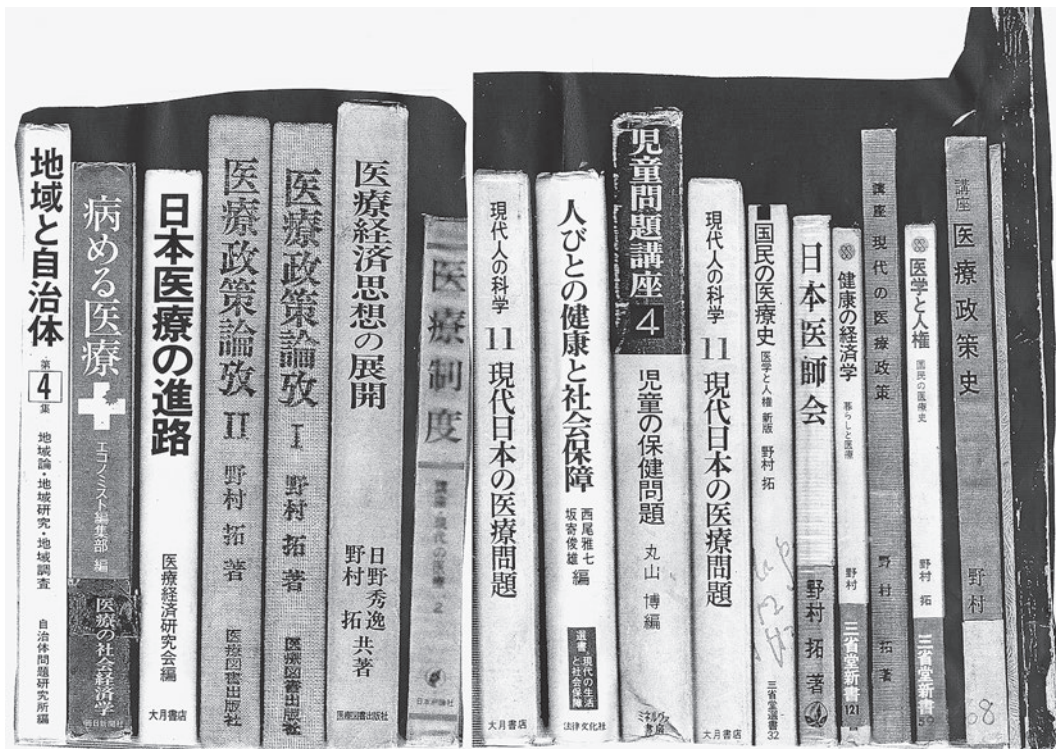 地域と自治体
第
4
集
地域論・地域研究・地域調査
自治体問題研究所編
病める医療
エコノミスト編集部 編
医療の社会経済学
毎日新聞社
日本医療の進路
医療経済研究会編
大月書店
医療政策論攷 II
野村 拓 著
医療図書出版社
医療政策論攷 I
野村 拓 著
医療図書出版社
医療経済思想の展開
日野秀逸
野村 拓
共著
医療図書出版社
医療制度
講座・現代の医療 2
日本評論社
現代人の科学
11
現代日本の医療問題
大月書店
人びとの健康と社会保障
西尾雅七
坂寄俊雄
編
選書・現代の生活
と社会保障
法律文化社
児童問題講座
4
児童の保健問題
丸山 博編
ミネルヴァ
書房
現代人の科学
11
現代日本の医療問題
大月書店
国民の医療史
医学と人権 新版
野村 拓
三省堂選書
32
日本医師会
野村 拓 著
健康の経済学
暮らしと医療
野村
三省堂新書
121
講座 現代の医療政策
野村 拓 著
医学と人権
国民の医療史
野村 拓
三省堂新書
59
講座 医療政策史
野村
68